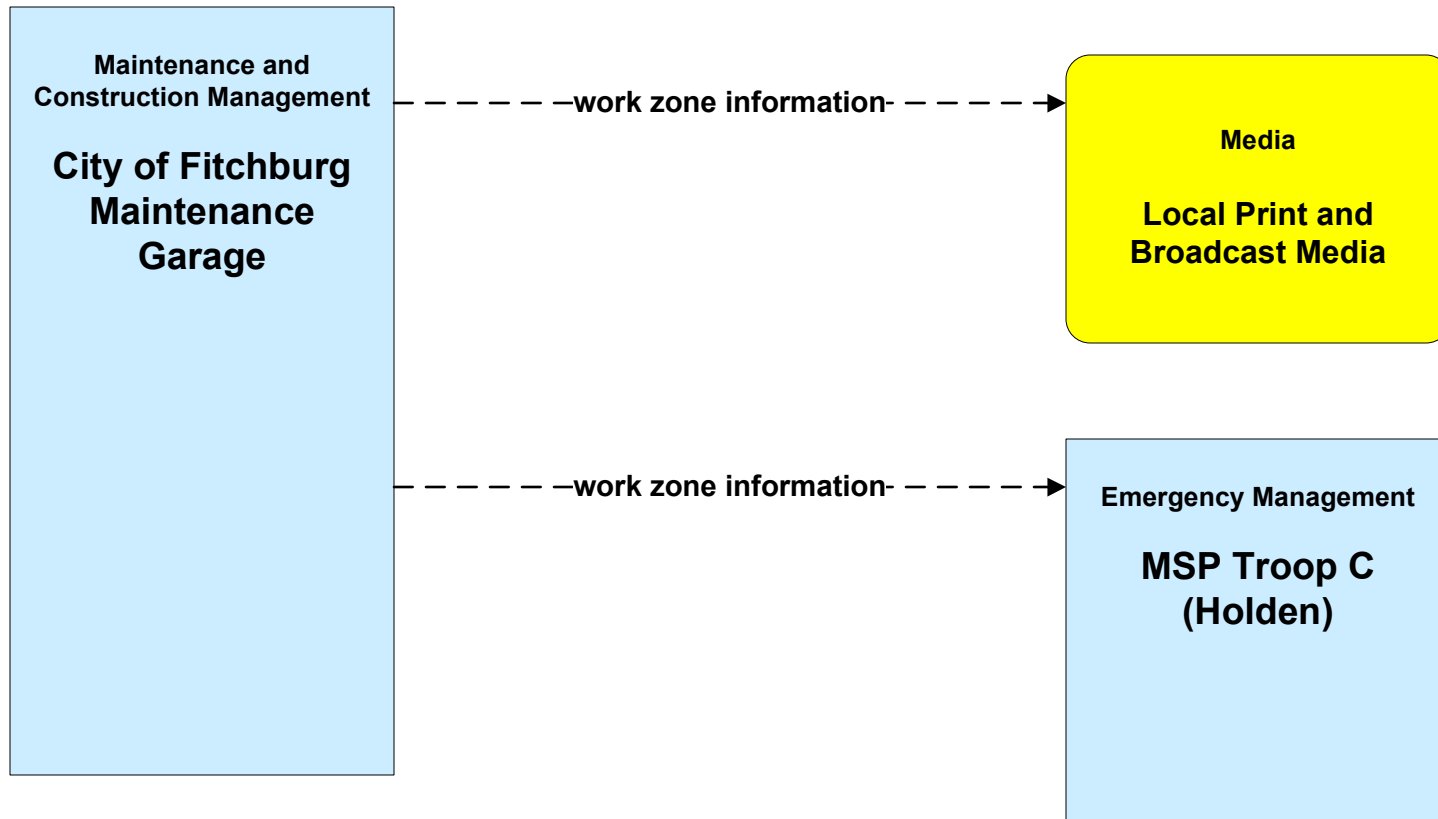 Maintenance and
Construction Management
City of Fitchburg
Maintenance
Garage
work zone information
Media
Local Print and
Broadcast Media
work zone information
Emergency Management
MSP Troop C
(Holden)